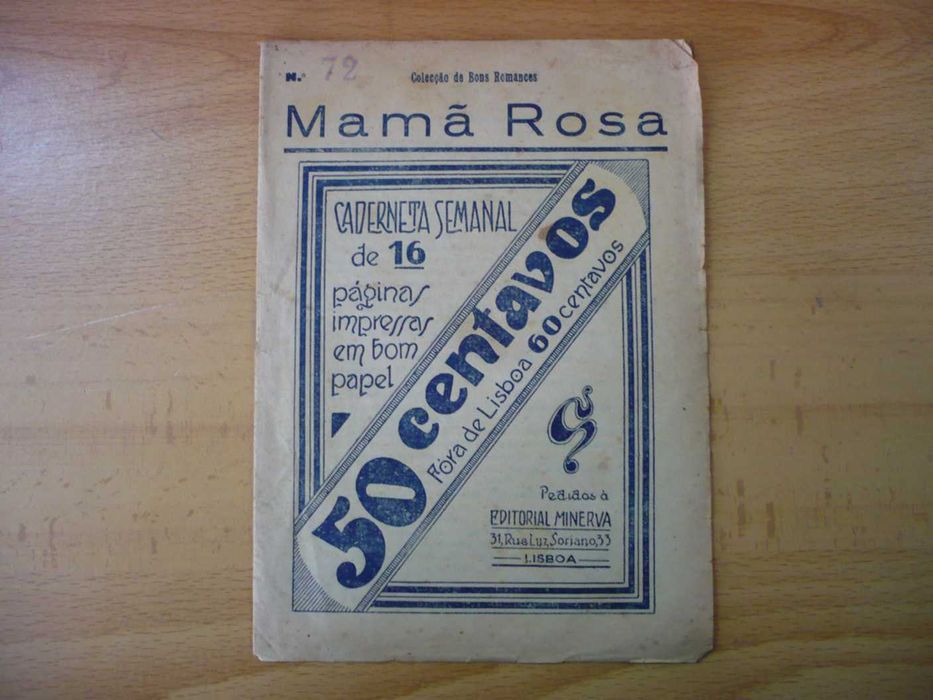 N.º 72
Colecção de Bons Romances
Mamã Rosa
CADERNETA SEMANAL
de 16
páginas
impressas
em bom
papel
50 centavos
Fóra de Lisboa 60 centavos
Pedidos à
EDITORIAL MINERVA
31, Rua Luz Soriano, 33
LISBOA